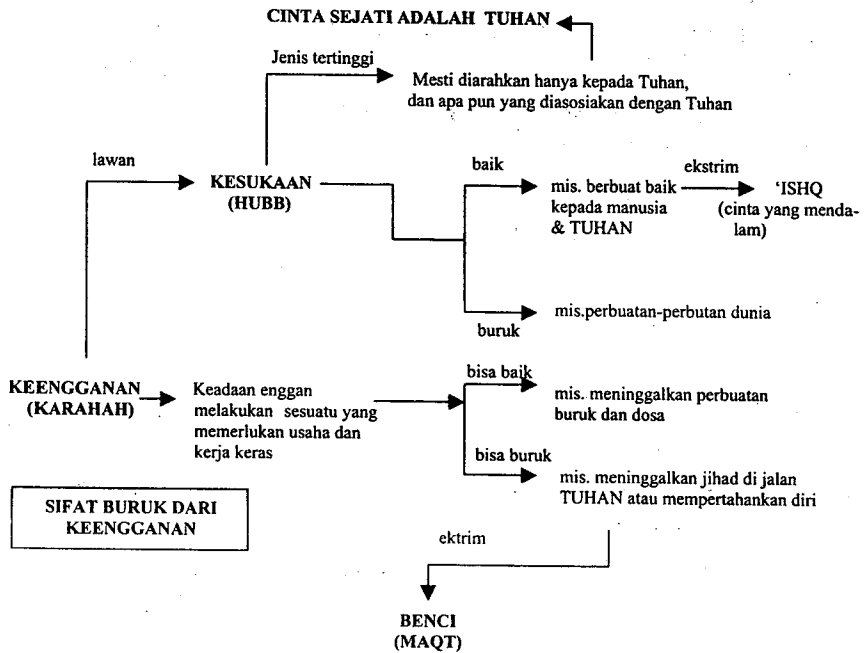 CINTA SEJATI ADALAH TUHAN
Jenis tertinggi
Mesti diarahkan hanya kepada Tuhan,
dan apa pun yang diasosiakan dengan Tuhan
lawan
KESUKAAN
(HUBB)
baik
mis. berbuat baik
kepada manusia
& TUHAN
ekstrim
‘ISHQ
(cinta yang menda-
lam)
buruk
mis.perbuatan-perbutan dunia
KEENGGANAN
(KARAHAH)
Keadaan enggan
melakukan sesuatu yang
memerlukan usaha dan
kerja keras
bisa baik
mis. meninggalkan perbuatan
buruk dan dosa
bisa buruk
mis. meninggalkan jihad di jalan
TUHAN atau mempertahankan diri
SIFAT BURUK DARI
KEENGGANAN
ektrim
BENCI
(MAQT)